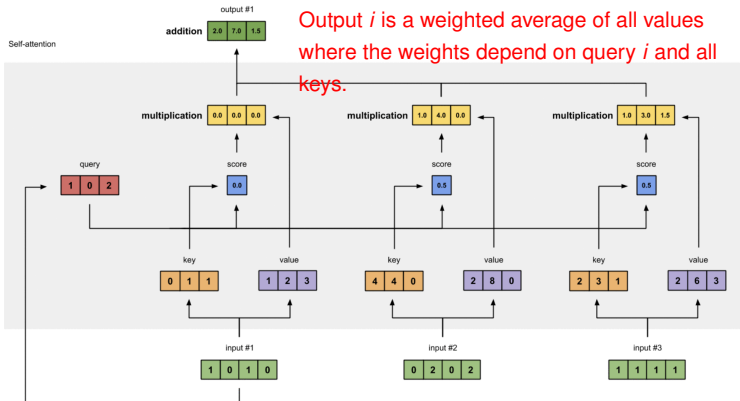 output #1
addition 2.0 7.0 1.5
Output i is a weighted average of all values
where the weights depend on query i and all
keys.
Self-attention
multiplication 0.0 0.0 0.0 multiplication 1.0 4.0 0.0 multiplication 1.0 3.0 1.5
query score score score
1 0 2 0.0 0.5 0.5
key value key value key value
0 1 1 1 2 3 4 4 0 2 8 0 2 3 1 2 6 3
input #1 input #2 input #3
1 0 1 0 0 2 0 2 1 1 1 1